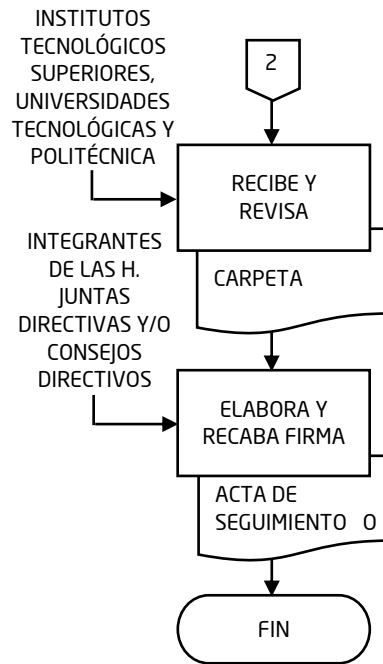 INSTITUTOS
TECNOLÓGICOS
SUPERIORES,
UNIVERSIDADES
TECNOLÓGICAS Y
POLITÉCNICA
2
RECIBE Y
REVISA
CARPETA
INTEGRANTES
DE LAS H.
JUNTAS
DIRECTIVAS Y/O
CONSEJOS
DIRECTIVOS
ELABORA Y
RECABA FIRMA
ACTA DE
SEGUIMIENTO O
FIN